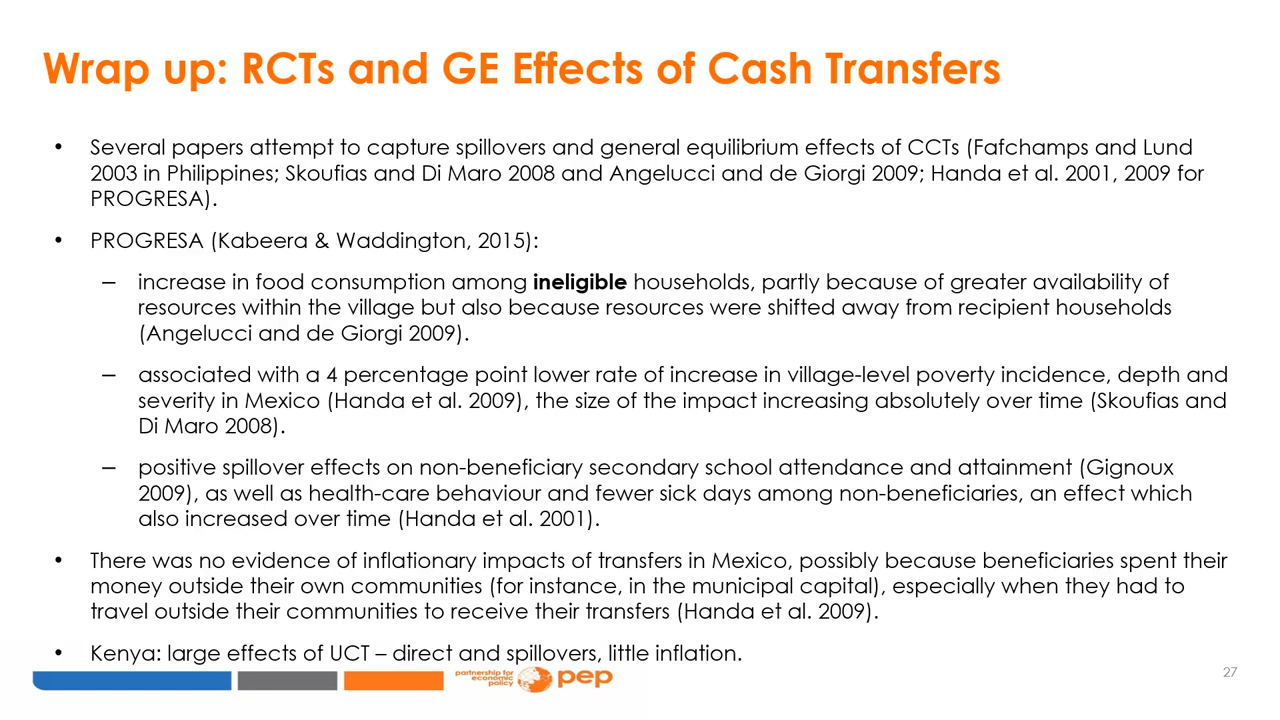 Wrap up: RCTs and GE Effects of Cash Transfers
• Several papers attempt to capture spillovers and general equilibrium effects of CCTs (Fafchamps and Lund
2003 in Philippines; Skoufias and Di Maro 2008 and Angelucci and de Giorgi 2009; Handa et al. 2001, 2009 for
PROGRESA).
• PROGRESA (Kabeera & Waddington, 2015):
– increase in food consumption among ineligible households, partly because of greater availability of
resources within the village but also because resources were shifted away from recipient households
(Angelucci and de Giorgi 2009).
– associated with a 4 percentage point lower rate of increase in village-level poverty incidence, depth and
severity in Mexico (Handa et al. 2009), the size of the impact increasing absolutely over time (Skoufias and
Di Maro 2008).
– positive spillover effects on non-beneficiary secondary school attendance and attainment (Gignoux
2009), as well as health-care behaviour and fewer sick days among non-beneficiaries, an effect which
also increased over time (Handa et al. 2001).
• There was no evidence of inflationary impacts of transfers in Mexico, possibly because beneficiaries spent their
money outside their own communities (for instance, in the municipal capital), especially when they had to
travel outside their communities to receive their transfers (Handa et al. 2009).
• Kenya: large effects of UCT – direct and spillovers, little inflation.
partnership for
economic
policy
pep
27